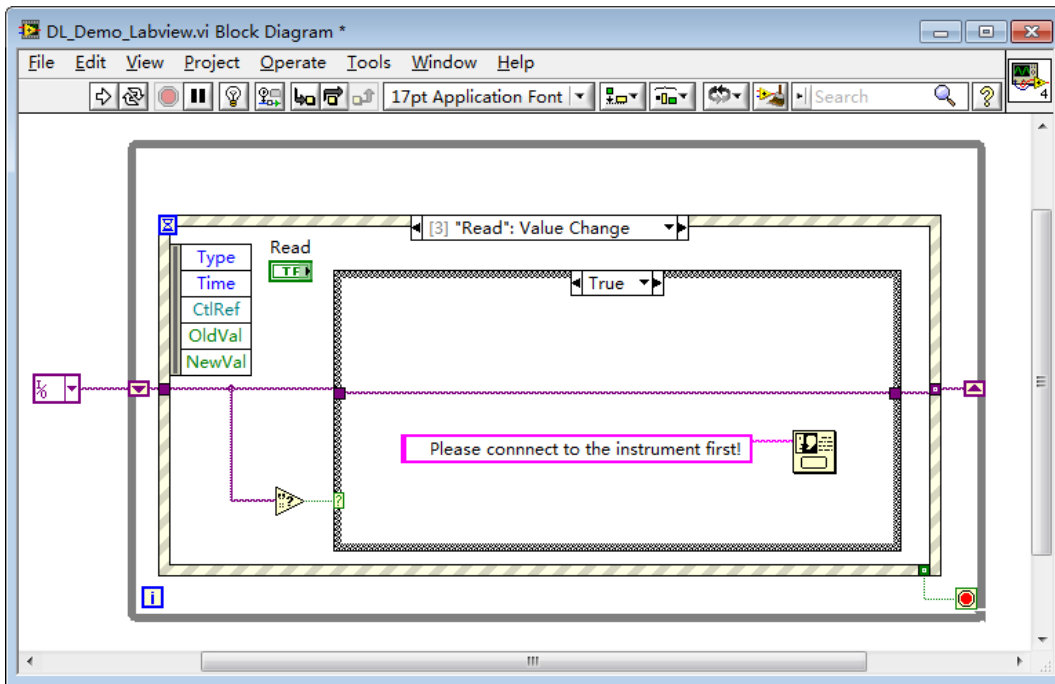 DL_Demo_Labview.vi Block Diagram *
File Edit View Project Operate Tools Window Help
17pt Application Font
Search
4
[3] "Read": Value Change
Type
Time
CtlRef
OldVal
NewVal
Read
TF
True
I/O
Please connnect to the instrument first!
"?
?
i